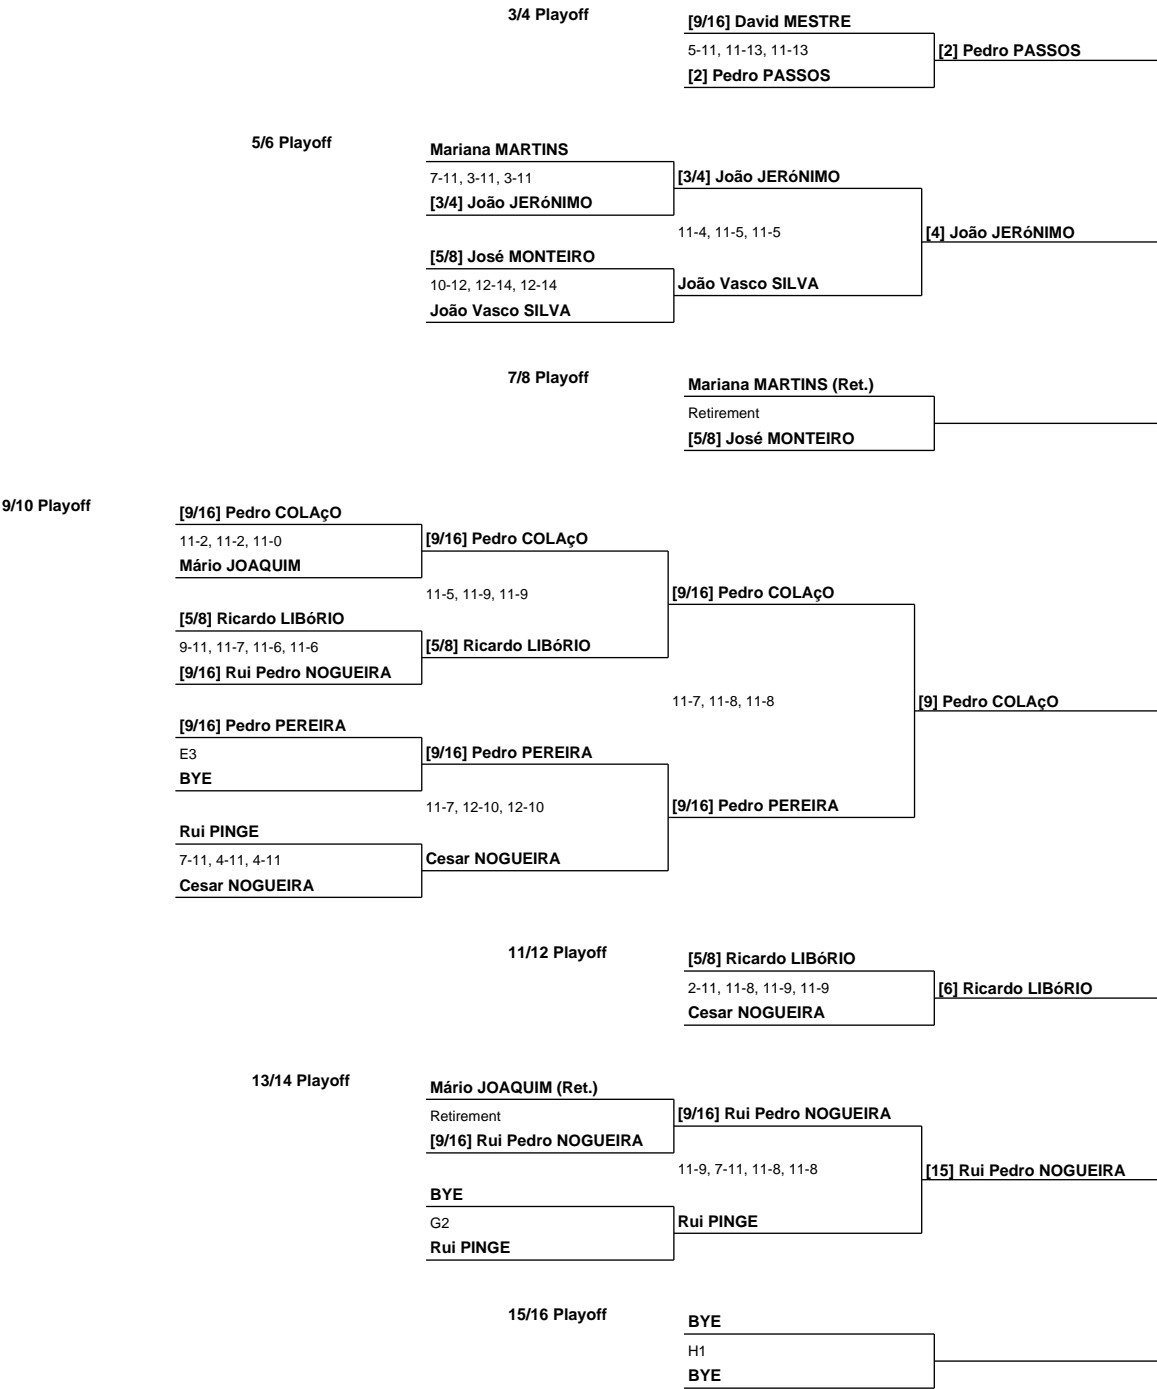 3/4 Playoff
[9/16] David MESTRE
5-11, 11-13, 11-13
[2] Pedro PASSOS
[2] Pedro PASSOS
5/6 Playoff
Mariana MARTINS
7-11, 3-11, 3-11
[3/4] João JERóNIMO
[3/4] João JERóNIMO
11-4, 11-5, 11-5
[4] João JERóNIMO
[5/8] José MONTEIRO
10-12, 12-14, 12-14
João Vasco SILVA
João Vasco SILVA
7/8 Playoff
Mariana MARTINS (Ret.)
Retirement
[5/8] José MONTEIRO
9/10 Playoff
[9/16] Pedro COLAçO
11-2, 11-2, 11-0
[9/16] Pedro COLAçO
Mário JOAQUIM
11-5, 11-9, 11-9
[9/16] Pedro COLAçO
[5/8] Ricardo LIBóRIO
9-11, 11-7, 11-6, 11-6
[5/8] Ricardo LIBóRIO
[9/16] Rui Pedro NOGUEIRA
11-7, 11-8, 11-8
[9] Pedro COLAçO
[9/16] Pedro PEREIRA
E3
[9/16] Pedro PEREIRA
BYE
11-7, 12-10, 12-10
[9/16] Pedro PEREIRA
Rui PINGE
7-11, 4-11, 4-11
Cesar NOGUEIRA
Cesar NOGUEIRA
11/12 Playoff
[5/8] Ricardo LIBóRIO
2-11, 11-8, 11-9, 11-9
[6] Ricardo LIBóRIO
Cesar NOGUEIRA
13/14 Playoff
Mário JOAQUIM (Ret.)
Retirement
[9/16] Rui Pedro NOGUEIRA
[9/16] Rui Pedro NOGUEIRA
11-9, 7-11, 11-8, 11-8
[15] Rui Pedro NOGUEIRA
BYE
G2
Rui PINGE
Rui PINGE
15/16 Playoff
BYE
H1
BYE